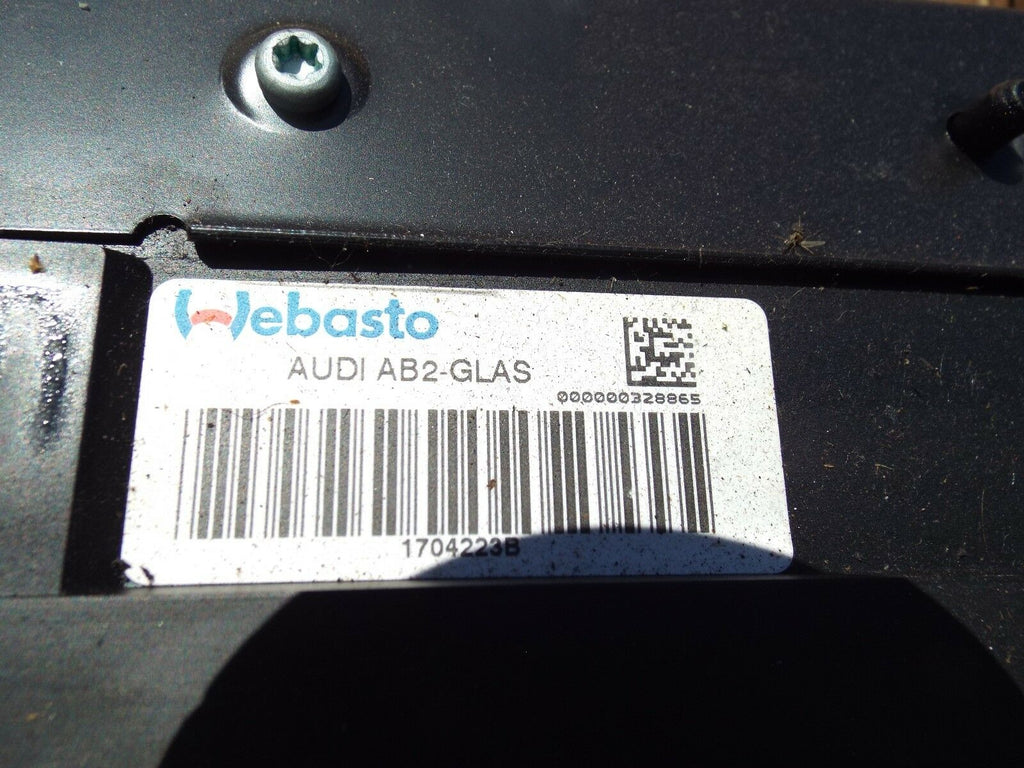 Webasto
AUDI AB2-GLAS
000000328865
1704223B